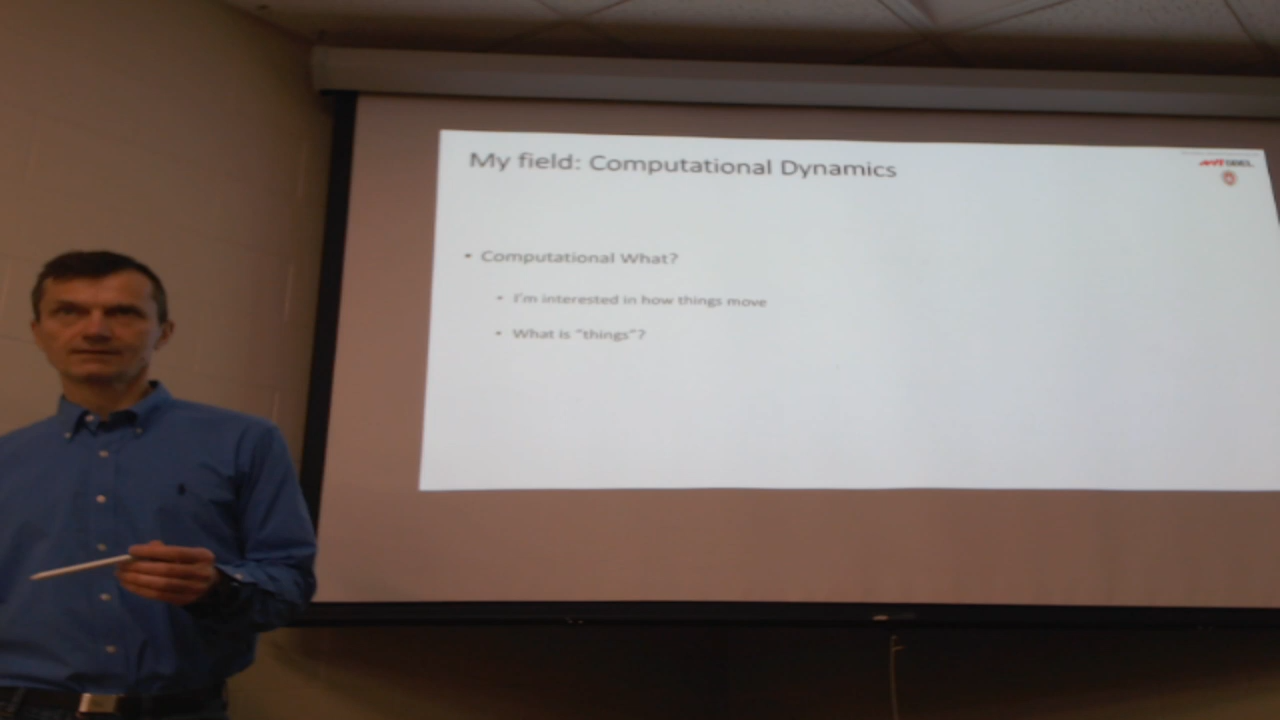 My field: Computational Dynamics
• Computational What?
• I'm interested in how things move
• What is "things"?